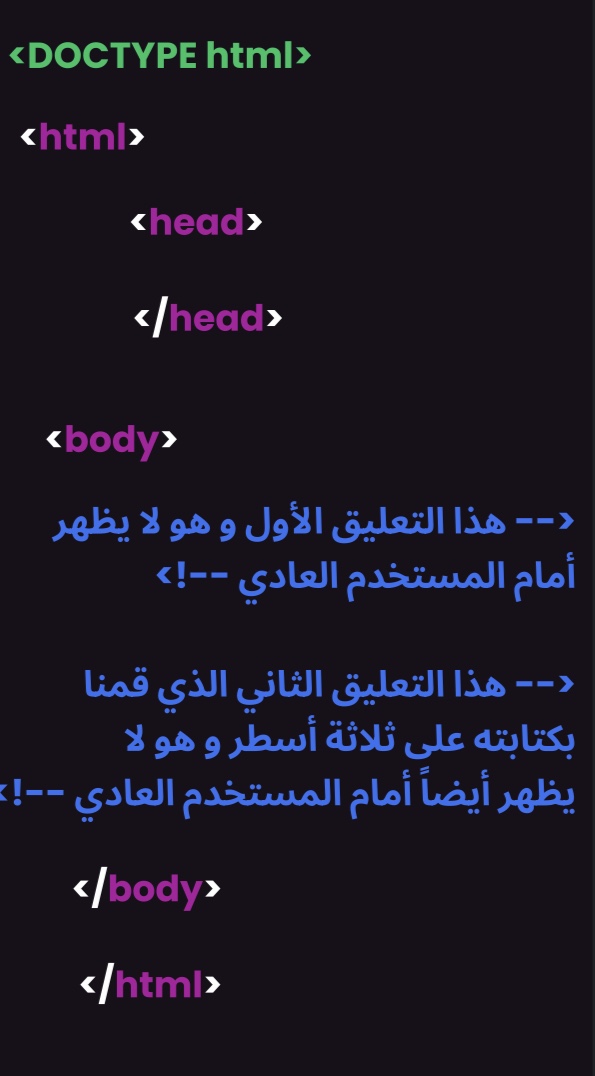 <DOCTYPE html>
<html>
<head>
</head>
<body>
<-- هذا التعليق الأول و هو لا يظهر
أمام المستخدم العادي --!>
<-- هذا التعليق الثاني الذي قمنا
بكتابته على ثلاثة أسطر و هو لا
يظهر أيضاً أمام المستخدم العادي --!>
</body>
</html>